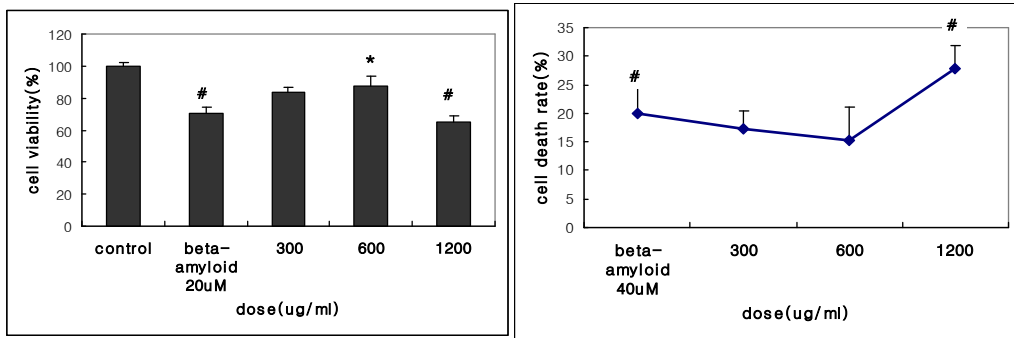 120
100
80
60
40
20
0
cell viability(%)
#
*
#
control
beta-
amyloid
20uM
300
600
1200
dose(ug/ml)
35
30
25
20
15
10
5
0
cell death rate(%)
#
#
beta-
amyloid
40uM
300
600
1200
dose(ug/ml)